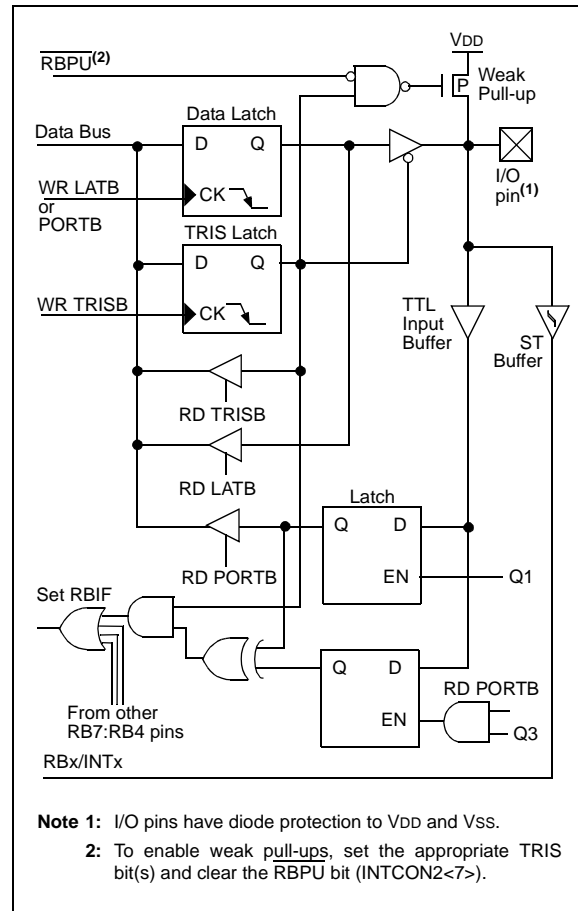 RBPU(2)
VDD
P
Weak
Pull-up
Data Latch
Data Bus
D Q
WR LATB
or
PORTB
CK
I/O
pin(1)
TRIS Latch
D Q
WR TRISB
CK
TTL
Input
Buffer
ST
Buffer
RD TRISB
RD LATB
Latch
Q D
RD PORTB
EN
Q1
Set RBIF
Q D
RD PORTB
EN
Q3
From other
RB7:RB4 pins
RBx/INTx
Note 1: I/O pins have diode protection to VDD and VSS.
2: To enable weak pull-ups, set the appropriate TRIS
bit(s) and clear the RBPU bit (INTCON2<7>).